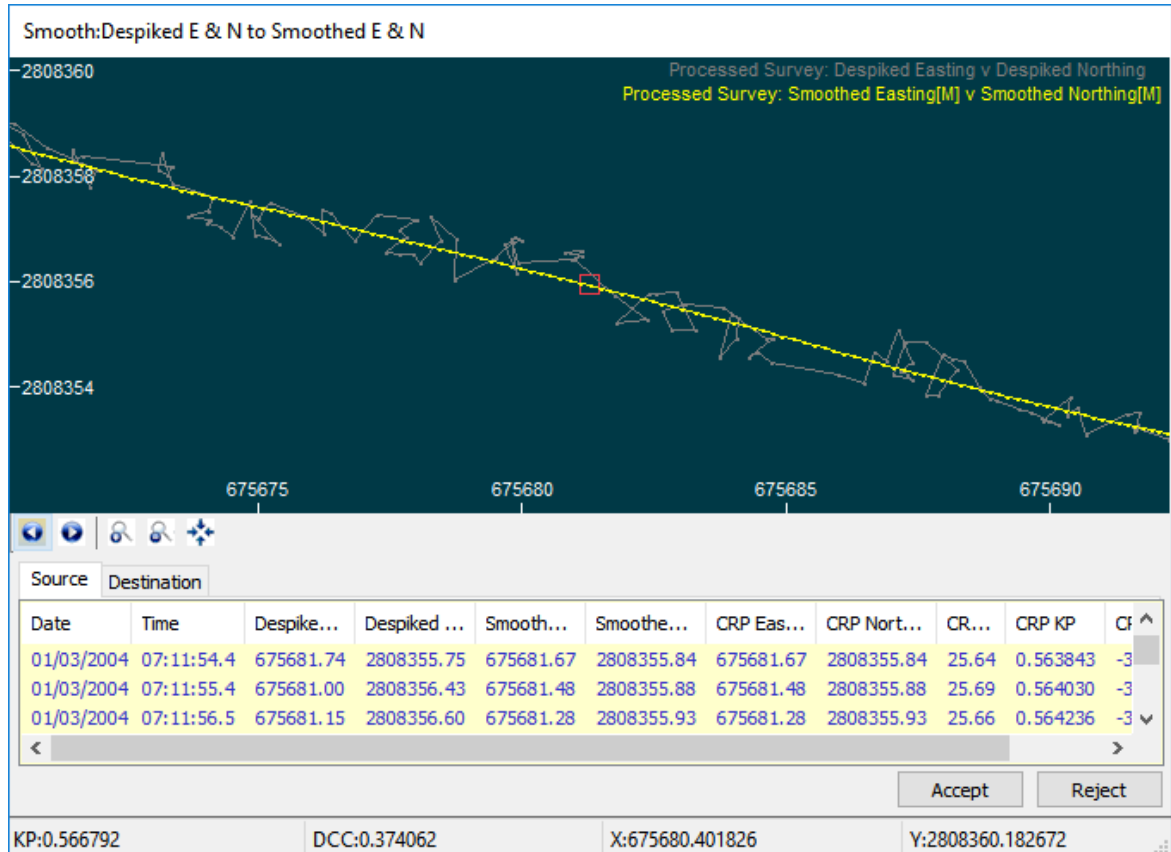 Smooth:Despiked E & N to Smoothed E & N
2808360
Processed Survey: Despiked Easting v Despiked Northing
Processed Survey: Smoothed Easting[M] v Smoothed Northing[M]
2808358
2808356
2808354
675675 675680 675685 675690
Source Destination
Date Time Despike... Despiked ... Smooth... Smoothe... CRP Eas... CRP Nort... CR... CRP KP
01/03/2004 07:11:54.4 675681.74 2808355.75 675681.67 2808355.84 675681.67 2808355.84 25.64 0.563843 -3
01/03/2004 07:11:55.4 675681.00 2808356.43 675681.48 2808355.88 675681.48 2808355.88 25.69 0.564030 -3
01/03/2004 07:11:56.5 675681.15 2808356.60 675681.28 2808355.93 675681.28 2808355.93 25.66 0.564236 -3
Accept Reject
KP:0.566792 DCC:0.374062 X:675680.401826 Y:2808360.182672